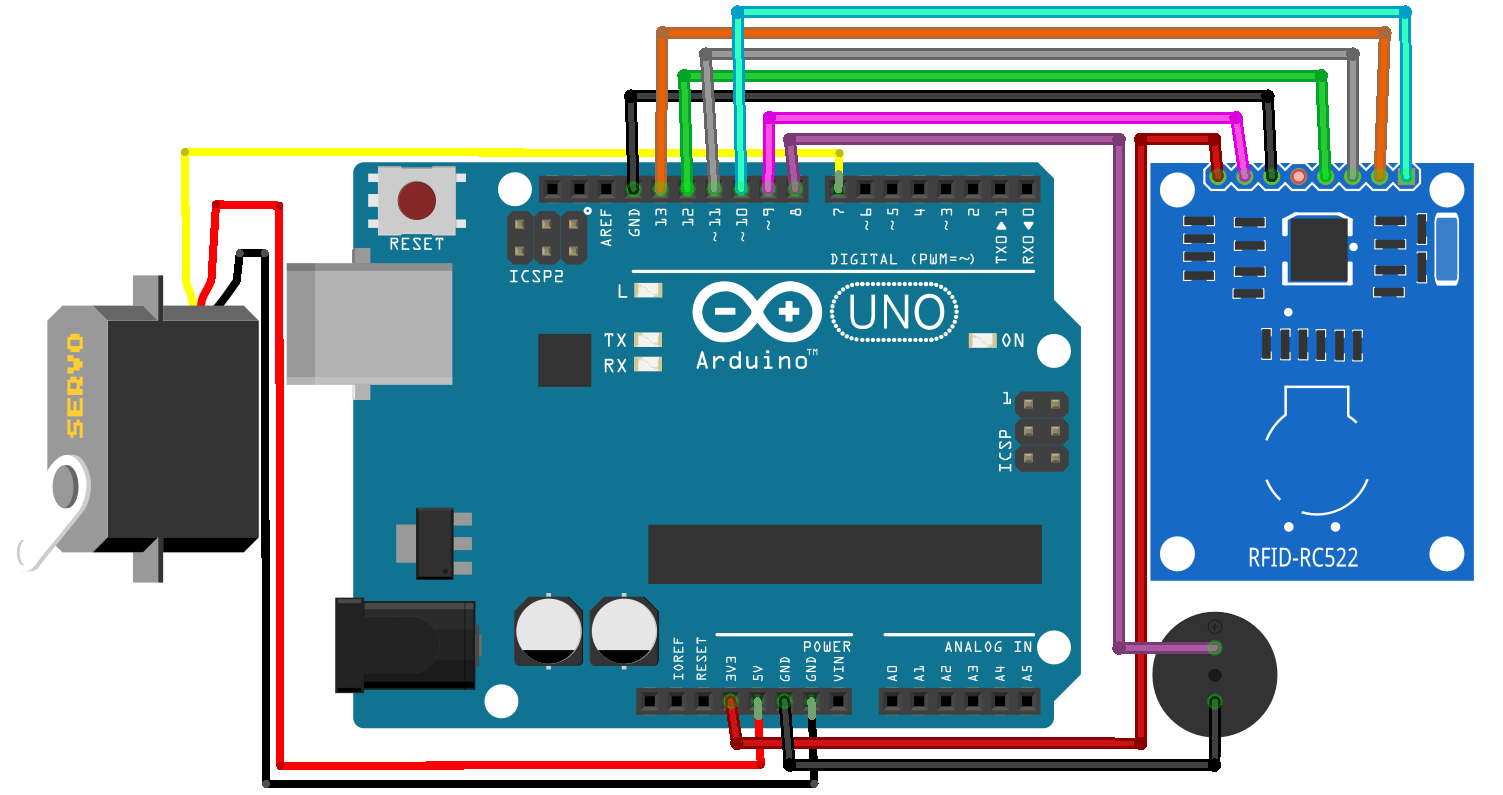 RESET
ICSP2
AREF
GND
13
12
~11
~10
~9
8
7
~6
~5
4
~3
2
TXO▶1
RXO◀0
DIGITAL (PWM=~)
L
TX
RX
UNO
Arduino™
ON
1
ICSP
SERVO
RFID-RC522
POWER
ANALOG IN
IOREF
RESET
3V3
5V
GND
GND
VIN
A0
A1
A2
A3
A4
A5